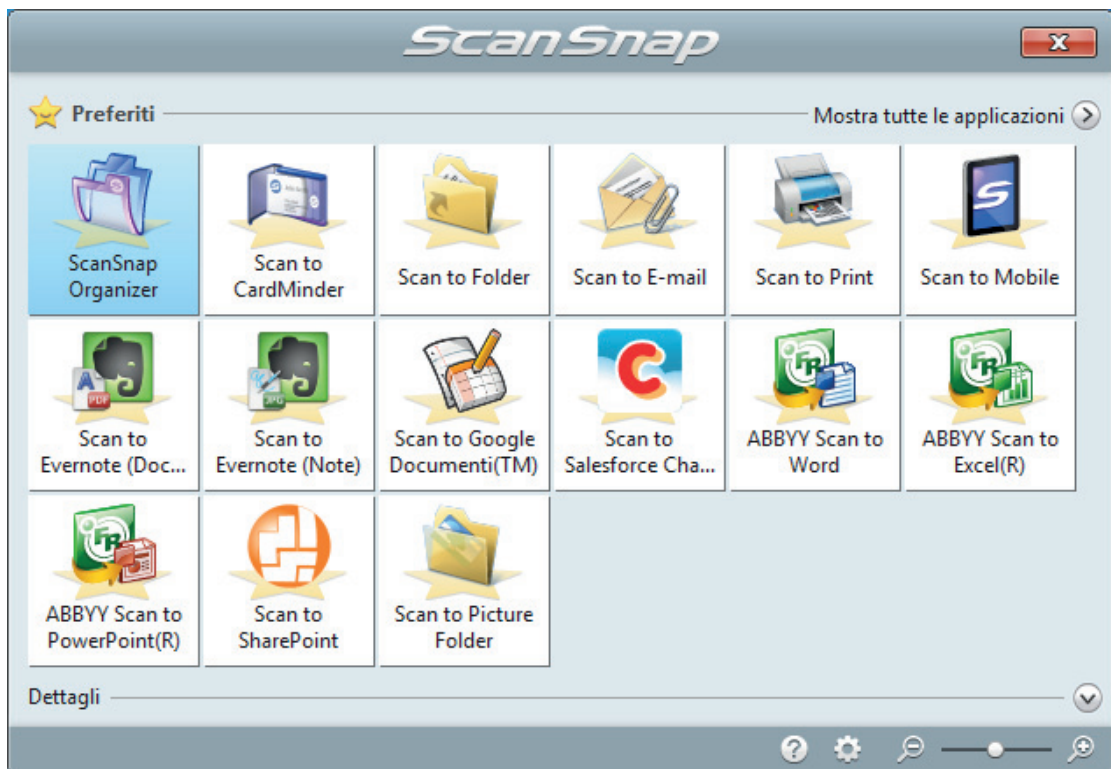 ScanSnap
Preferiti
Mostra tutte le applicazioni
ScanSnap
Organizer
Scan to
CardMinder
Scan to Folder
Scan to E-mail
Scan to Print
Scan to Mobile
Scan to
Evernote (Doc...
Scan to
Evernote (Note)
Scan to Google
Documenti(TM)
Scan to
Salesforce Cha...
ABBYY Scan to
Word
ABBYY Scan to
Excel(R)
ABBYY Scan to
PowerPoint(R)
Scan to
SharePoint
Scan to Picture
Folder
Dettagli